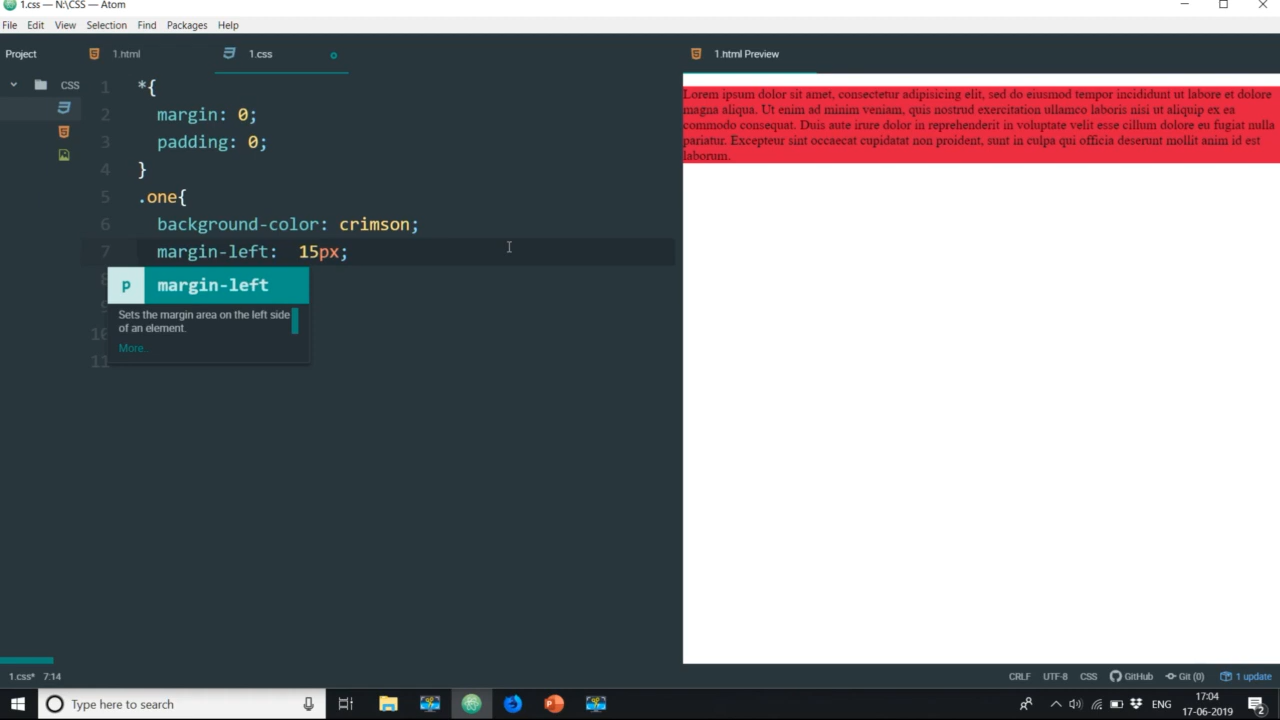 1.css — N:\CSS — Atom
File Edit View Selection Find Packages Help
Project
1.html
1.css
1.html Preview
CSS
1 *{
2 margin: 0;
3 padding: 0;
4 }
5 .one{
6 background-color: crimson;
7 margin-left:  15px;
p margin-left
Sets the margin area on the left side
of an element.
More..
10
11
Lorem ipsum dolor sit amet, consectetur adipisicing elit, sed do eiusmod tempor incididunt ut labore et dolore
magna aliqua. Ut enim ad minim veniam, quis nostrud exercitation ullamco laboris nisi ut aliquip ex ea
commodo consequat. Duis aute irure dolor in reprehenderit in voluptate velit esse cillum dolore eu fugiat nulla
pariatur. Excepteur sint occaecat cupidatat non proident, sunt in culpa qui officia deserunt mollit anim id est
laborum.
1.css* 7:14
CRLF UTF-8 CSS GitHub Git (0) 1 update
Type here to search
ENG
17:04
17-06-2019
2